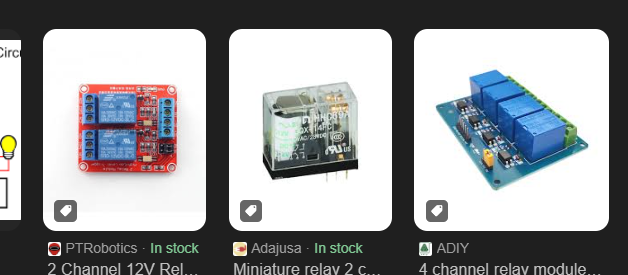 Circu
PTRobotics · In stock
2 Channel 12V Rel...
Adajusa · In stock
Miniature relay 2 c...
ADIY
4 channel relay module...